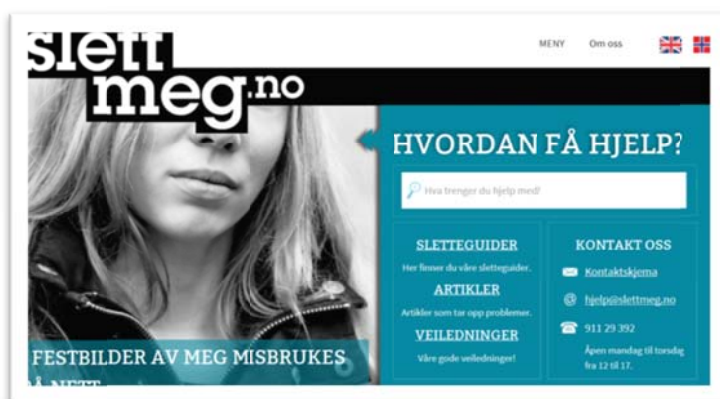 slett
meg.no
MENY Om oss
HVORDAN FÅ HJELP?
Hva trenger du hjelp med?
SLETTEGUIDER
Her finner du våre sletteguider.
ARTIKLER
Artikler som tar opp problemer.
VEILEDNINGER
Våre gode veiledninger!
KONTAKT OSS
Kontaktskjema
hjelp@slettmeg.no
911 29 392
Åpen mandag til torsdag
fra 12 til 17.
FESTBILDER AV MEG MISBRUKES
PÅ NETT